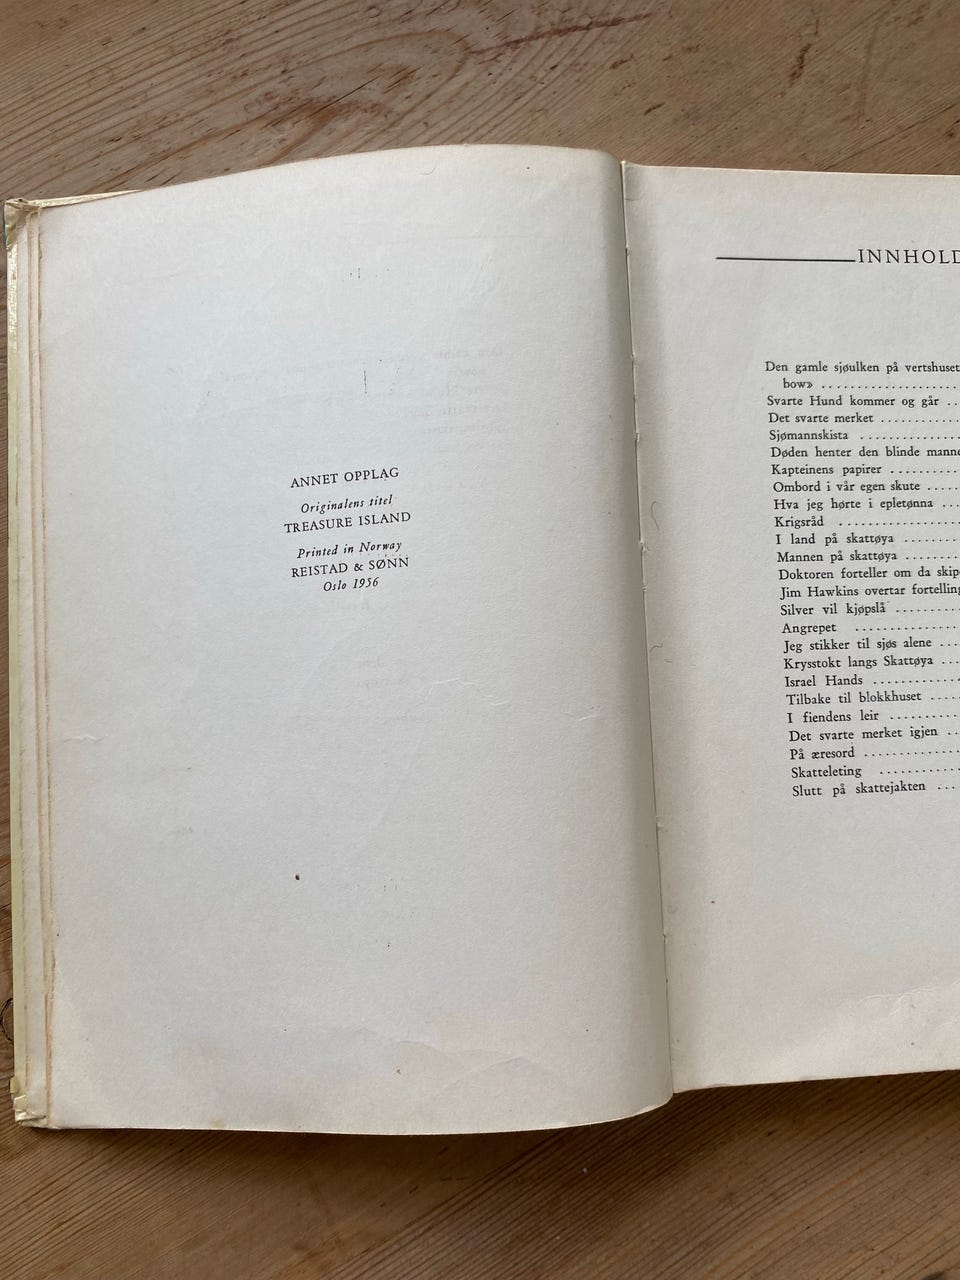 ANNET OPPLAG
Originalens titel
TREASURE ISLAND
Printed in Norway
REISTAD & SØNN
Oslo 1956
INNHOLD
Den gamle sjøulken på vertshuset
bow» ....................
Svarte Hund kommer og går ..
Det svarte merket ...........
Sjømannskista ..............
Døden henter den blinde
Kapteinens papirer ..........
Ombord i vår egen skute .....
Hva jeg hørte i epletønna ...
Krigsråd ..................
I land på skattøya ........
Mannen på skattøya .......
Doktoren forteller om da
Jim Hawkins overtar
Silver vil kjøpslå ..........
Angrepet ................
Jeg stikker til sjøs alene ...
Krysstokt langs Skattøya ...
Israel Hands .............
Tilbake til blokkhuset .....
I fiendens leir ...........
Det svarte merket igjen ..
På æresord ..............
Skatteleting ............
Slutt på skattejakten ...